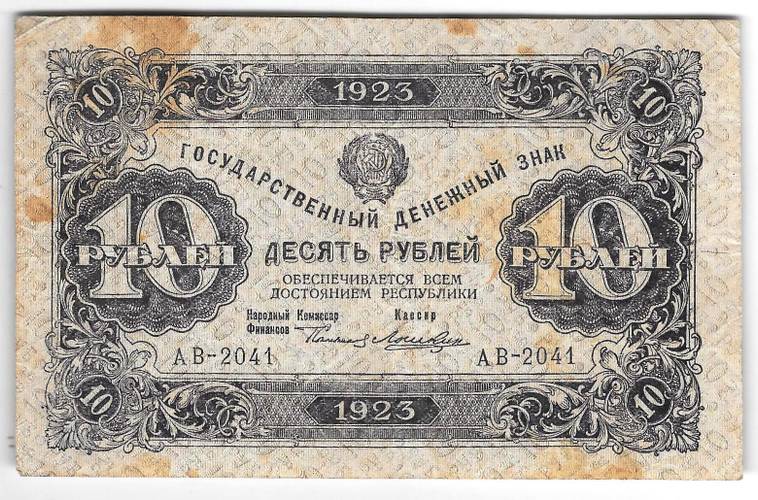 1923
10 10
ГОСУДАРСТВЕННЫЙ ДЕНЕЖНЫЙ ЗНАК
10 РУБЛЕЙ
10 РУБЛЕЙ
ДЕСЯТЬ РУБЛЕЙ
ОБЕСПЕЧИВАЕТСЯ ВСЕМ
ДОСТОЯНИЕМ РЕСПУБЛИКИ
Народный Комиссар Кассир
Финансов
АВ-2041 АВ-2041
10 10
1923